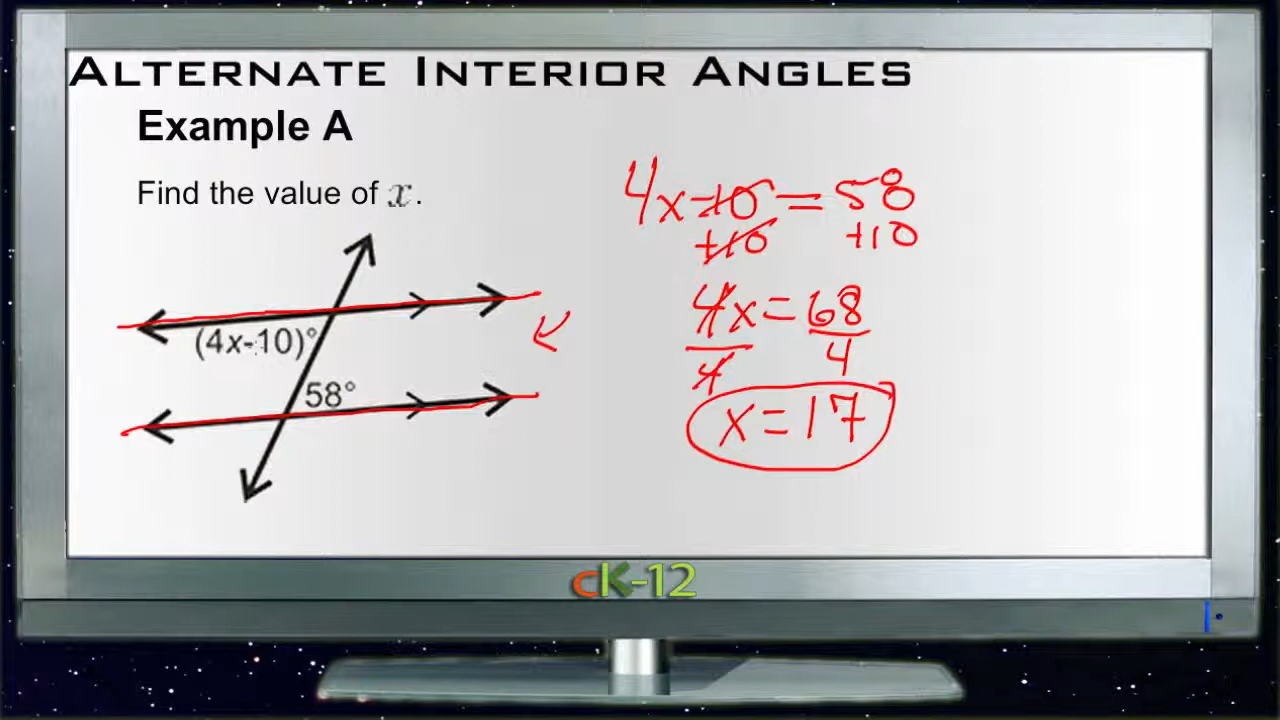 ALTERNATE INTERIOR ANGLES
Example A
Find the value of x.
(4x-10)°
58°
4x-10 = 58
+10 +10
4x = 68
4 4
x = 17
cK-12